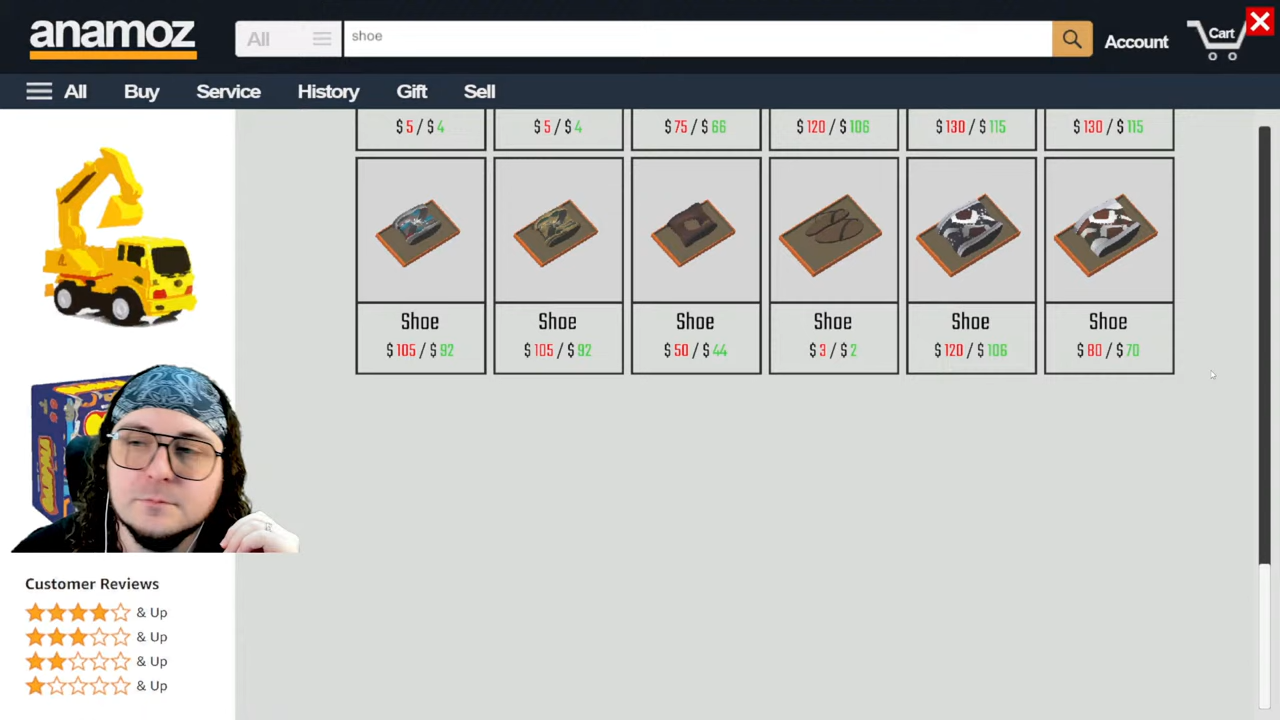 anamoz
All
shoe
Account
Cart
All
Buy
Service
History
Gift
Sell
$ 5 / $ 4
$ 5 / $ 4
$ 75 / $ 66
$ 120 / $ 106
$ 130 / $ 115
$ 130 / $ 115
Shoe
$ 105 / $ 92
Shoe
$ 105 / $ 92
Shoe
$ 50 / $ 44
Shoe
$ 3 / $ 2
Shoe
$ 120 / $ 106
Shoe
$ 80 / $ 70
Customer Reviews
& Up
& Up
& Up
& Up